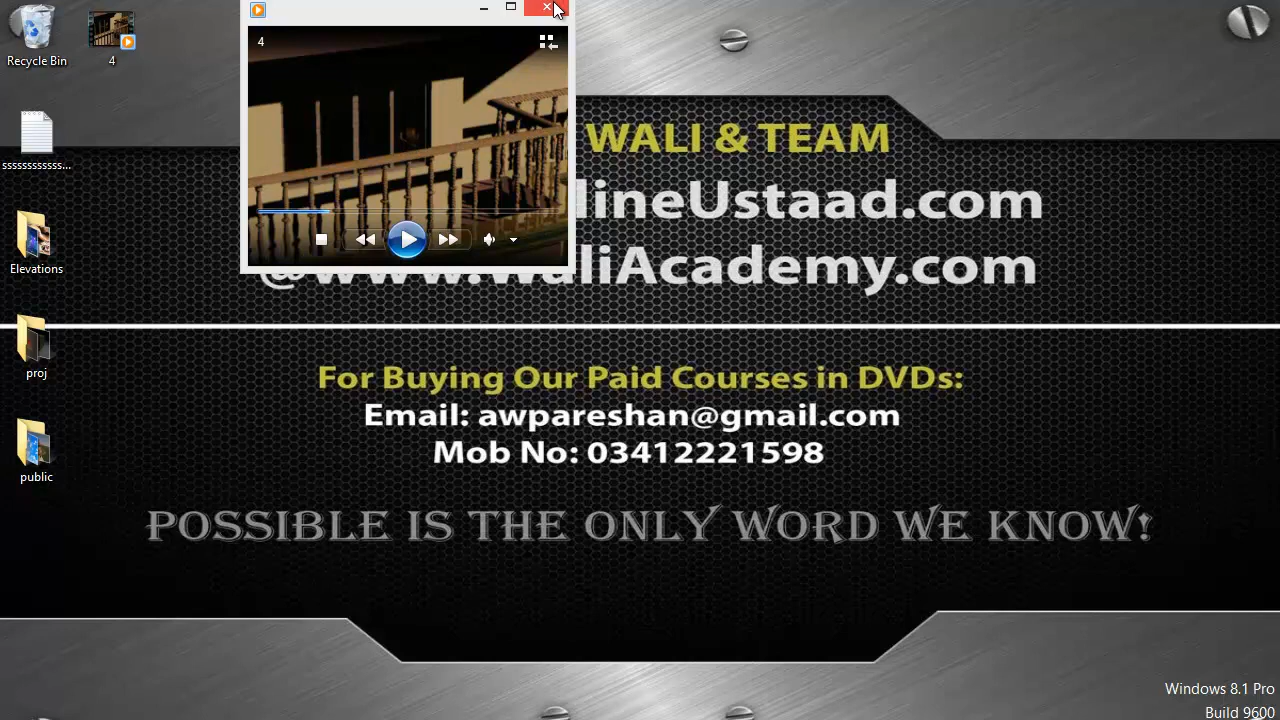 Recycle Bin
4
4
ssssssssssss...
Elevations
proj
public
WALI & TEAM
lineUstaad.com
@www.WaliAcademy.com
For Buying Our Paid Courses in DVDs:
Email: awpareshan@gmail.com
Mob No: 03412221598
POSSIBLE IS THE ONLY WORD WE KNOW!
Windows 8.1 Pro
Build 9600